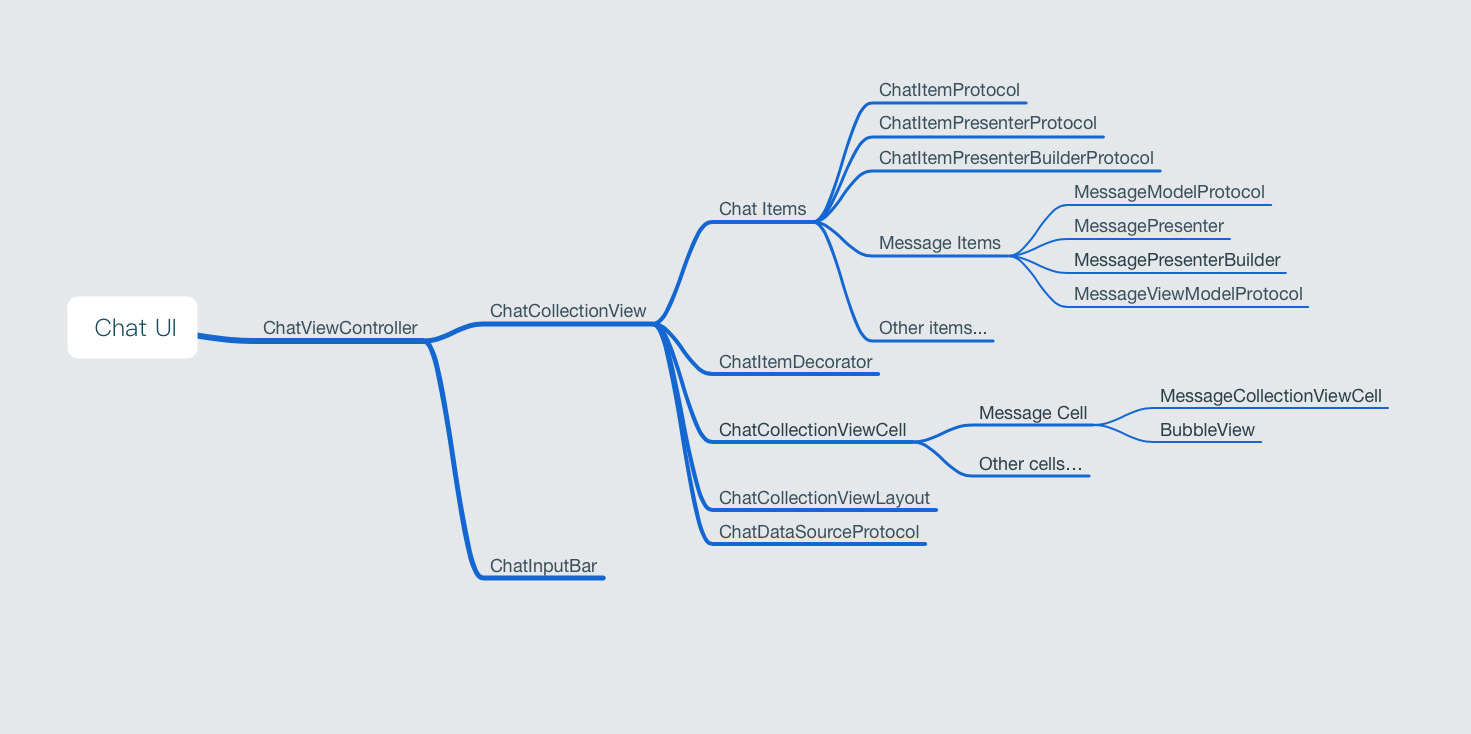 Chat UI
ChatViewController
ChatCollectionView
Chat Items
ChatItemProtocol
ChatItemPresenterProtocol
ChatItemPresenterBuilderProtocol
Message Items
MessageModelProtocol
MessagePresenter
MessagePresenterBuilder
MessageViewModelProtocol
Other items...
ChatItemDecorator
ChatCollectionViewCell
Message Cell
MessageCollectionViewCell
BubbleView
Other cells…
ChatCollectionViewLayout
ChatDataSourceProtocol
ChatInputBar